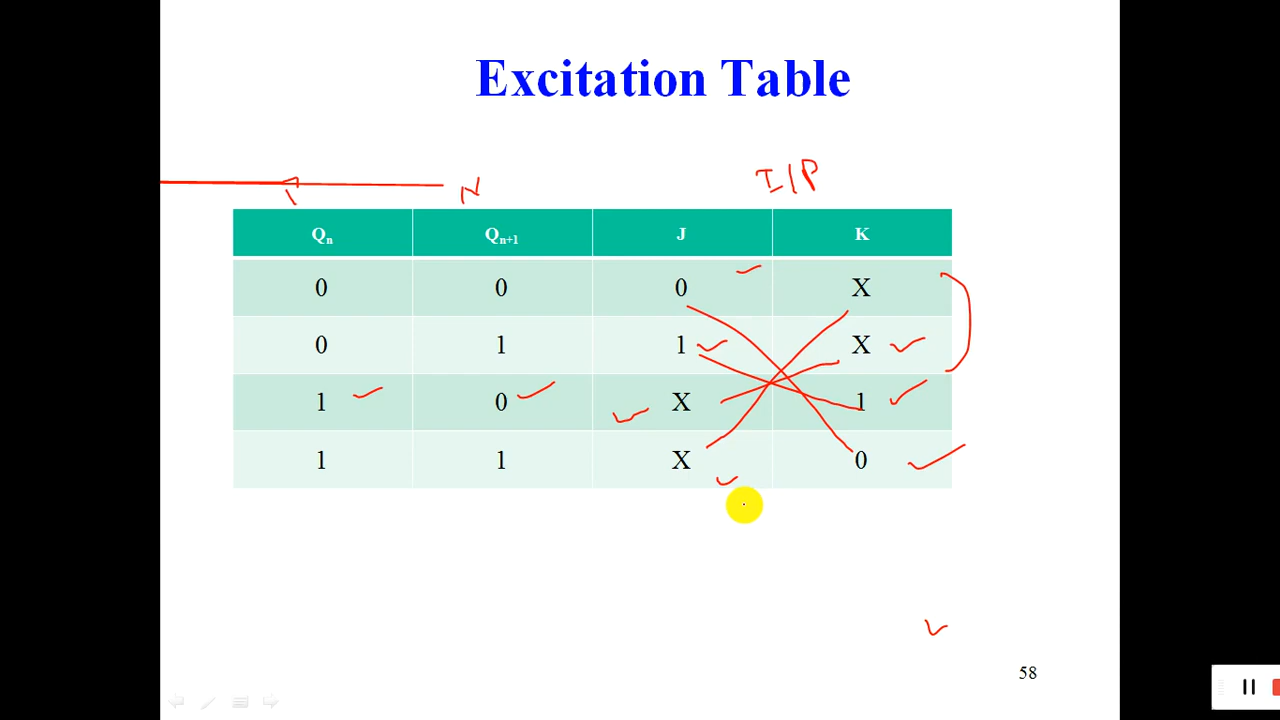 Excitation Table
N I/P
Qn Qn+1 J K
0 0 0 X
0 1 1 X
1 0 X 1
1 1 X 0
58